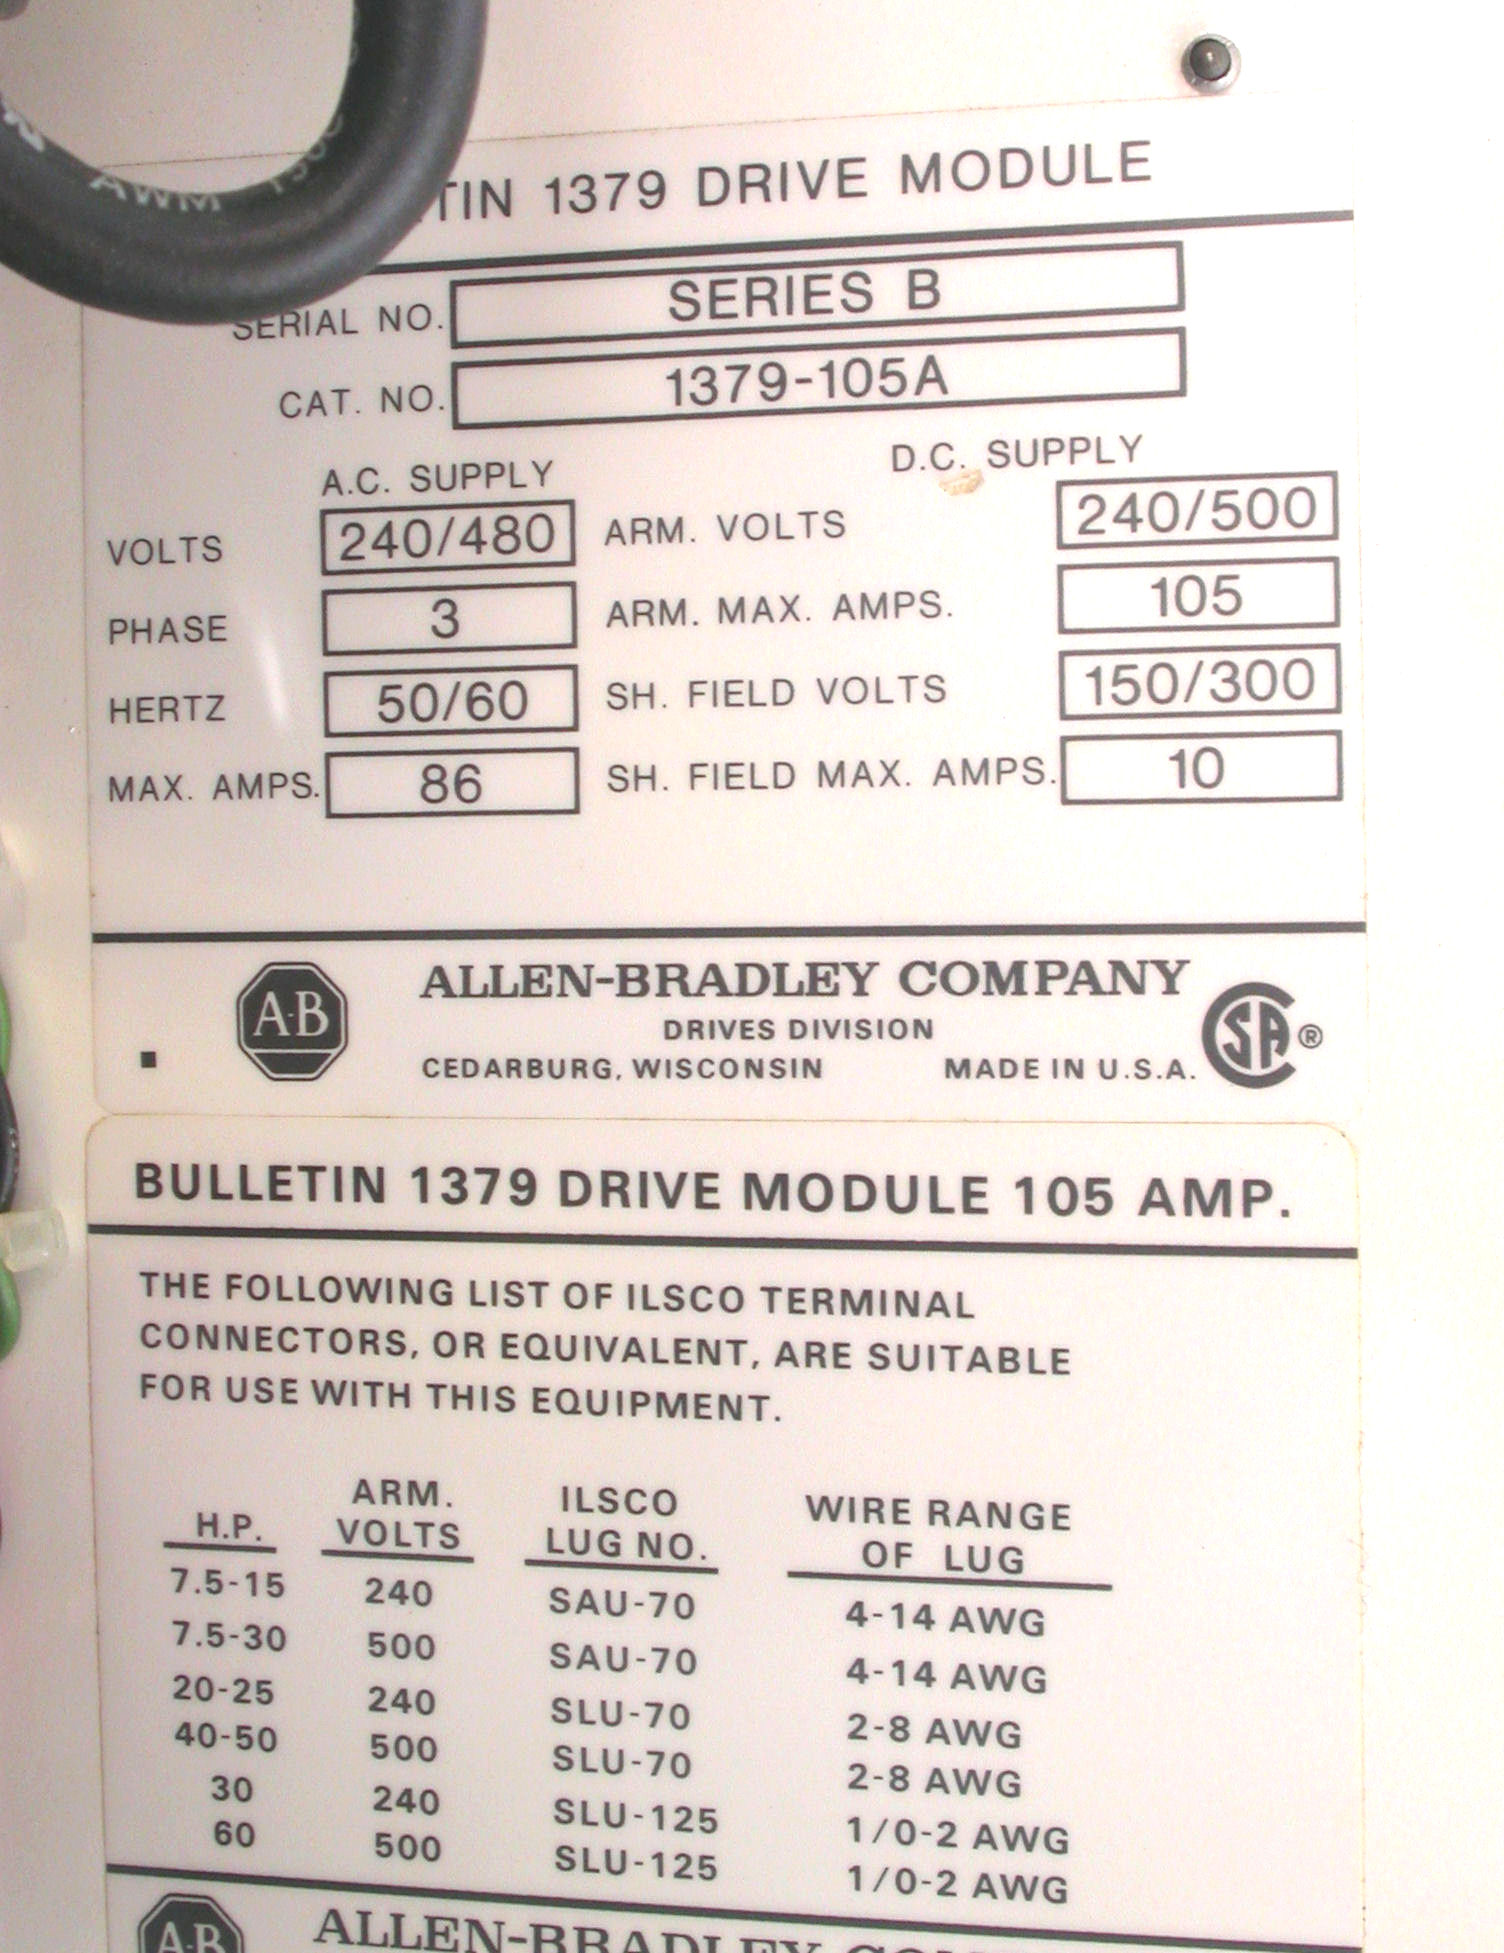 AWM
TIN 1379 DRIVE MODULE
SERIAL NO. SERIES B
CAT. NO. 1379-105A
A.C. SUPPLY D.C. SUPPLY
VOLTS 240/480 ARM. VOLTS 240/500
PHASE 3 ARM. MAX. AMPS. 105
HERTZ 50/60 SH. FIELD VOLTS 150/300
MAX. AMPS. 86 SH. FIELD MAX. AMPS. 10
A-B ALLEN-BRADLEY COMPANY
DRIVES DIVISION
CEDARBURG, WISCONSIN MADE IN U.S.A. SA ®
BULLETIN 1379 DRIVE MODULE 105 AMP.
THE FOLLOWING LIST OF ILSCO TERMINAL
CONNECTORS, OR EQUIVALENT, ARE SUITABLE
FOR USE WITH THIS EQUIPMENT.
H.P. ARM. VOLTS ILSCO LUG NO. WIRE RANGE OF LUG
7.5-15 240 SAU-70 4-14 AWG
7.5-30 500 SAU-70 4-14 AWG
20-25 240 SLU-70 2-8 AWG
40-50 500 SLU-70 2-8 AWG
30 240 SLU-125 1/0-2 AWG
60 500 SLU-125 1/0-2 AWG
A-B ALLEN-BRADLEY